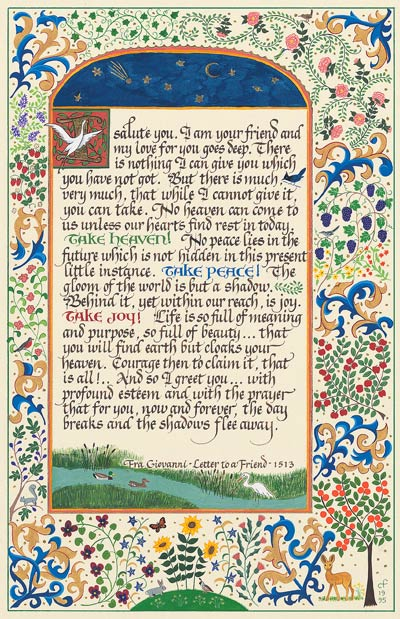 I salute you. I am your friend and
my love for you goes deep. There
is nothing I can give you which
you have not got. But there is much
very much, that while I cannot give it,
you can take. No heaven can come to
us unless our hearts find rest in today.
TAKE HEAVEN! No peace lies in the
future which is not hidden in this present
little instance. TAKE PEACE! The
gloom of the world is but a shadow.
Behind it, yet within our reach, is joy.
TAKE JOY! Life is so full of meaning
and purpose, so full of beauty... that
you will find earth but cloaks your
heaven. Courage then to claim it, that
is all!.. And so I greet you... with
profound esteem and with the prayer
that for you, now and forever, the day
breaks and the shadows flee away.
Fra Giovanni - Letter to a Friend - 1513
CF
19
95